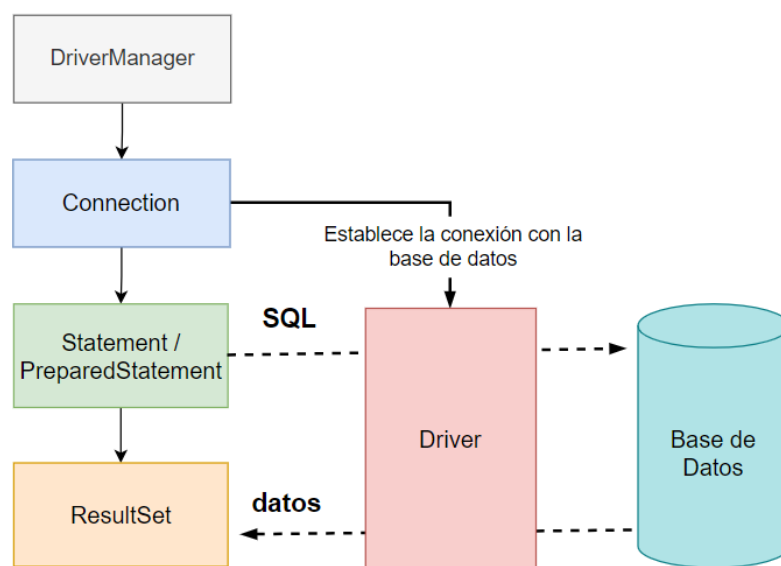 DriverManager
Connection
Establece la conexión con la
base de datos
Statement /
PreparedStatement
SQL
Driver
Base de
Datos
ResultSet
datos